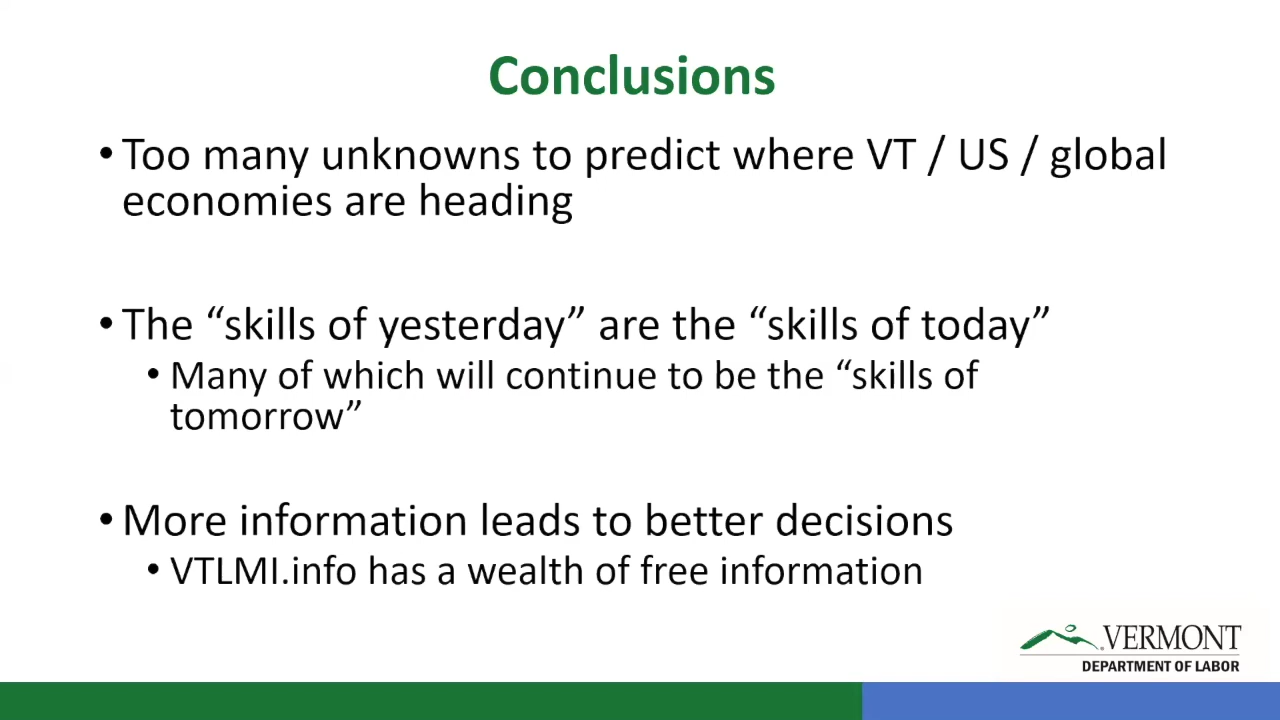 Conclusions
• Too many unknowns to predict where VT / US / global
economies are heading
• The “skills of yesterday” are the “skills of today”
• Many of which will continue to be the “skills of
tomorrow”
• More information leads to better decisions
• VTLMI.info has a wealth of free information
VERMONT
DEPARTMENT OF LABOR